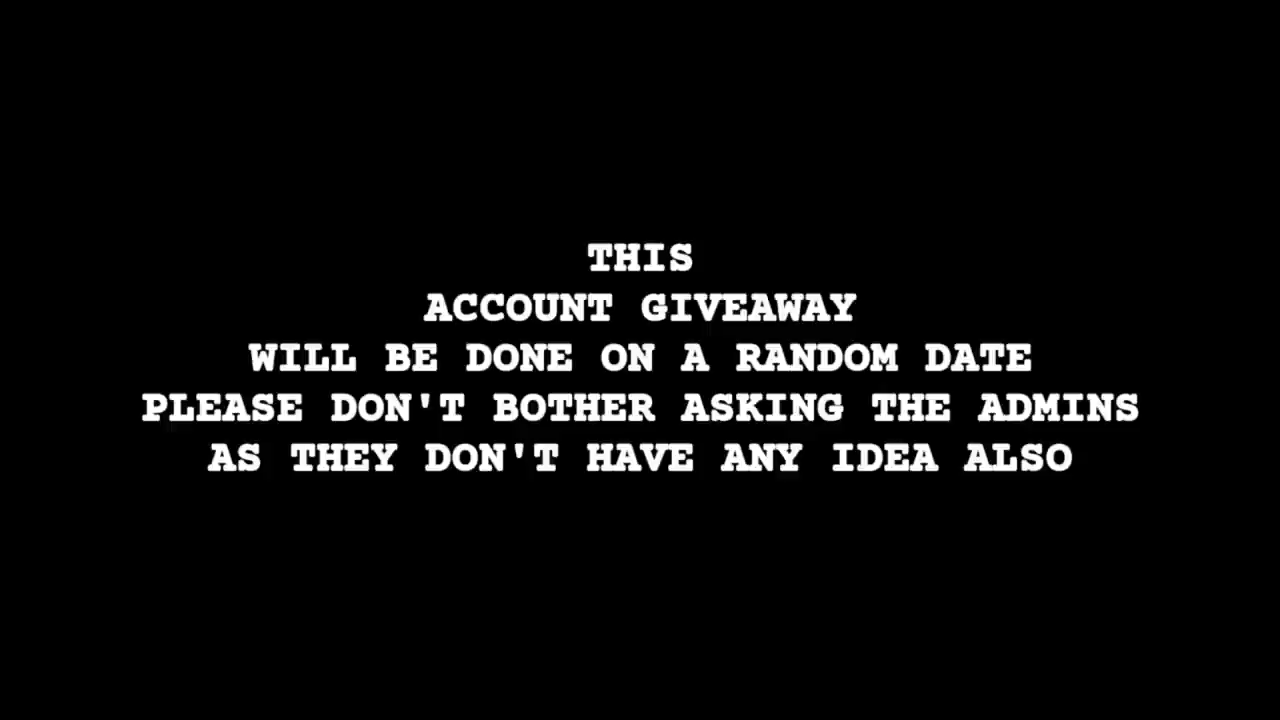 THIS
ACCOUNT GIVEAWAY
WILL BE DONE ON A RANDOM DATE
PLEASE DON'T BOTHER ASKING THE ADMINS
AS THEY DON'T HAVE ANY IDEA ALSO